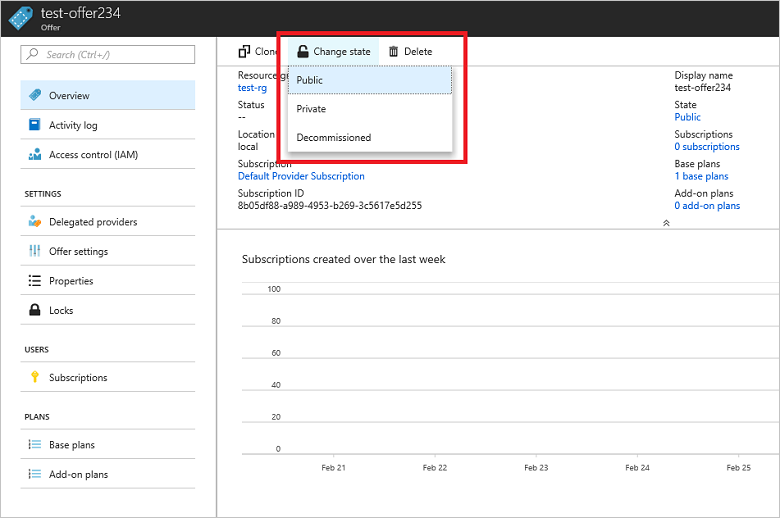 test-offer234
Offer
Search (Ctrl+/)
Overview
Activity log
Access control (IAM)
SETTINGS
Delegated providers
Offer settings
Properties
Locks
USERS
Subscriptions
PLANS
Base plans
Add-on plans
Clone Change state Delete
Public
Private
Decommissioned
Resource g
test-rg
Status
--
Location
local
Subscription
Default Provider Subscription
Subscription ID
8b05df88-a989-4953-b269-3c5617e5d255
Display name
test-offer234
State
Public
Subscriptions
0 subscriptions
Base plans
1 base plans
Add-on plans
0 add-on plans
Subscriptions created over the last week
100
80
60
40
20
0
Feb 21 Feb 22 Feb 23 Feb 24 Feb 25